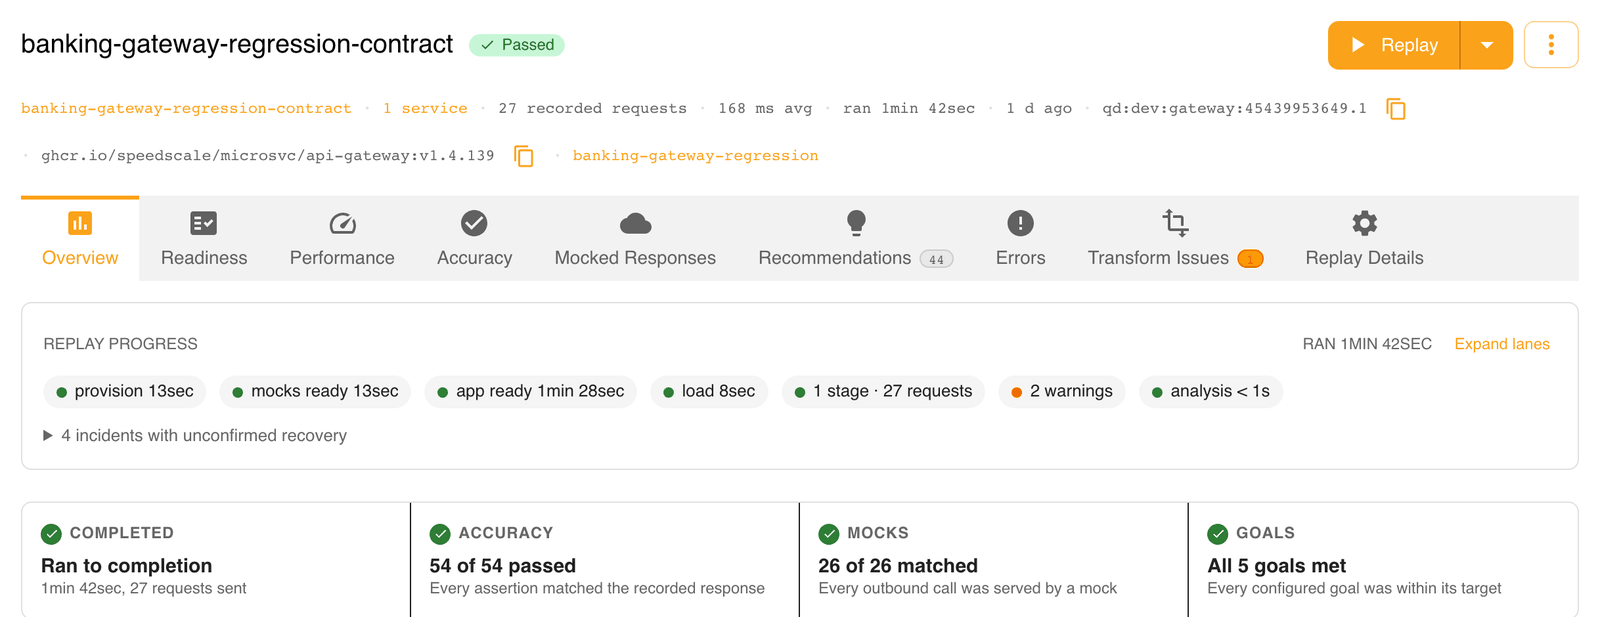 banking-gateway-regression-contract Passed Replay
banking-gateway-regression-contract · 1 service · 27 recorded requests · 168 ms avg · ran 1min 42sec · 1 d ago · qd:dev:gateway:45439953649.1
· ghcr.io/speedscale/microsvc/api-gateway:v1.4.139 · banking-gateway-regression
Overview Readiness Performance Accuracy Mocked Responses Recommendations 44 Errors Transform Issues 1 Replay Details
REPLAY PROGRESS RAN 1MIN 42SEC Expand lanes
provision 13sec mocks ready 13sec app ready 1min 28sec load 8sec 1 stage · 27 requests 2 warnings analysis < 1s
4 incidents with unconfirmed recovery
COMPLETED
Ran to completion
1min 42sec, 27 requests sent
ACCURACY
54 of 54 passed
Every assertion matched the recorded response
MOCKS
26 of 26 matched
Every outbound call was served by a mock
GOALS
All 5 goals met
Every configured goal was within its target